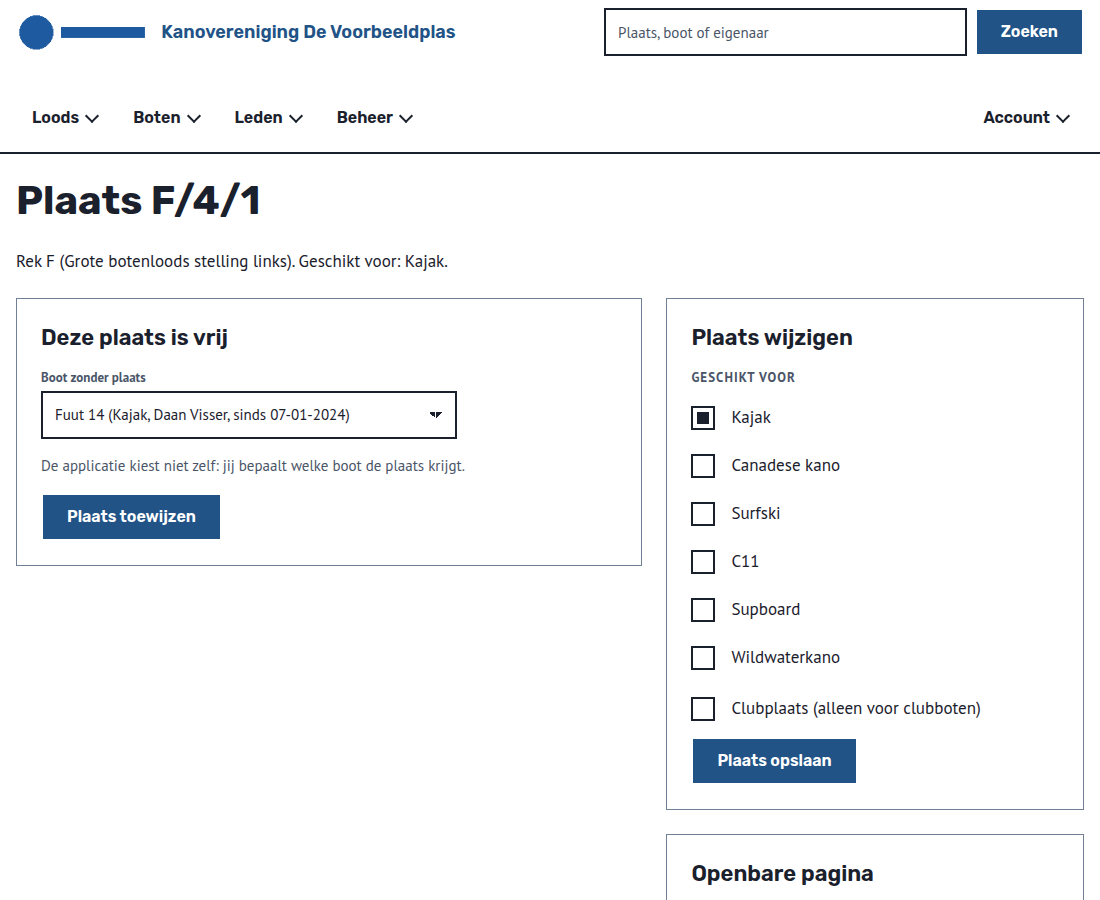 Kanovereniging De Voorbeeldplas
Plaats, boot of eigenaar
Zoeken
Loods
Boten
Leden
Beheer
Account
Plaats F/4/1
Rek F (Grote botenloods stelling links). Geschikt voor: Kajak.
Deze plaats is vrij
Boot zonder plaats
Fuut 14 (Kajak, Daan Visser, sinds 07-01-2024)
De applicatie kiest niet zelf: jij bepaalt welke boot de plaats krijgt.
Plaats toewijzen
Plaats wijzigen
GESCHIKT VOOR
Kajak
Canadese kano
Surfski
C11
Supboard
Wildwaterkano
Clubplaats (alleen voor clubboten)
Plaats opslaan
Openbare pagina